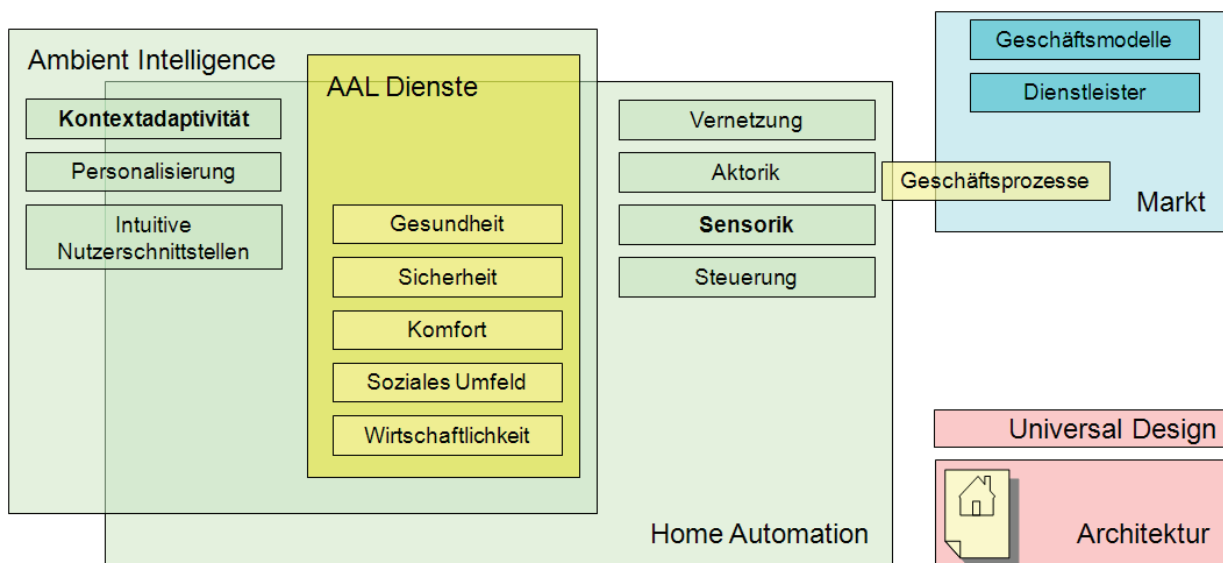 Ambient Intelligence
Kontextadaptivität
Personalisierung
Intuitive
Nutzerschnittstellen
AAL Dienste
Gesundheit
Sicherheit
Komfort
Soziales Umfeld
Wirtschaftlichkeit
Vernetzung
Aktorik
Sensorik
Steuerung
Home Automation
Geschäftsmodelle
Dienstleister
Geschäftsprozesse
Markt
Universal Design
Architektur